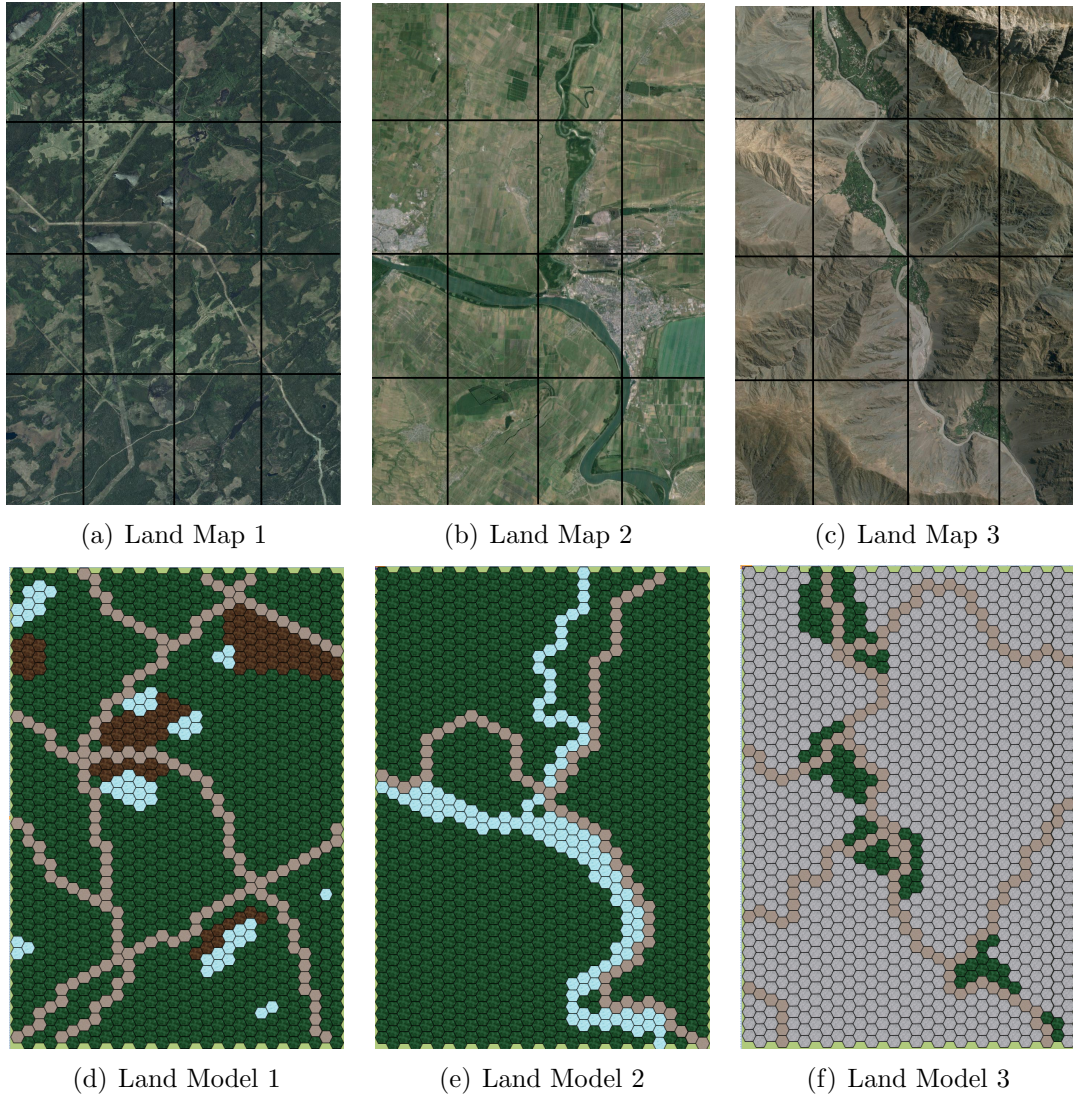 (a) Land Map 1
(b) Land Map 2
(c) Land Map 3
(d) Land Model 1
(e) Land Model 2
(f) Land Model 3